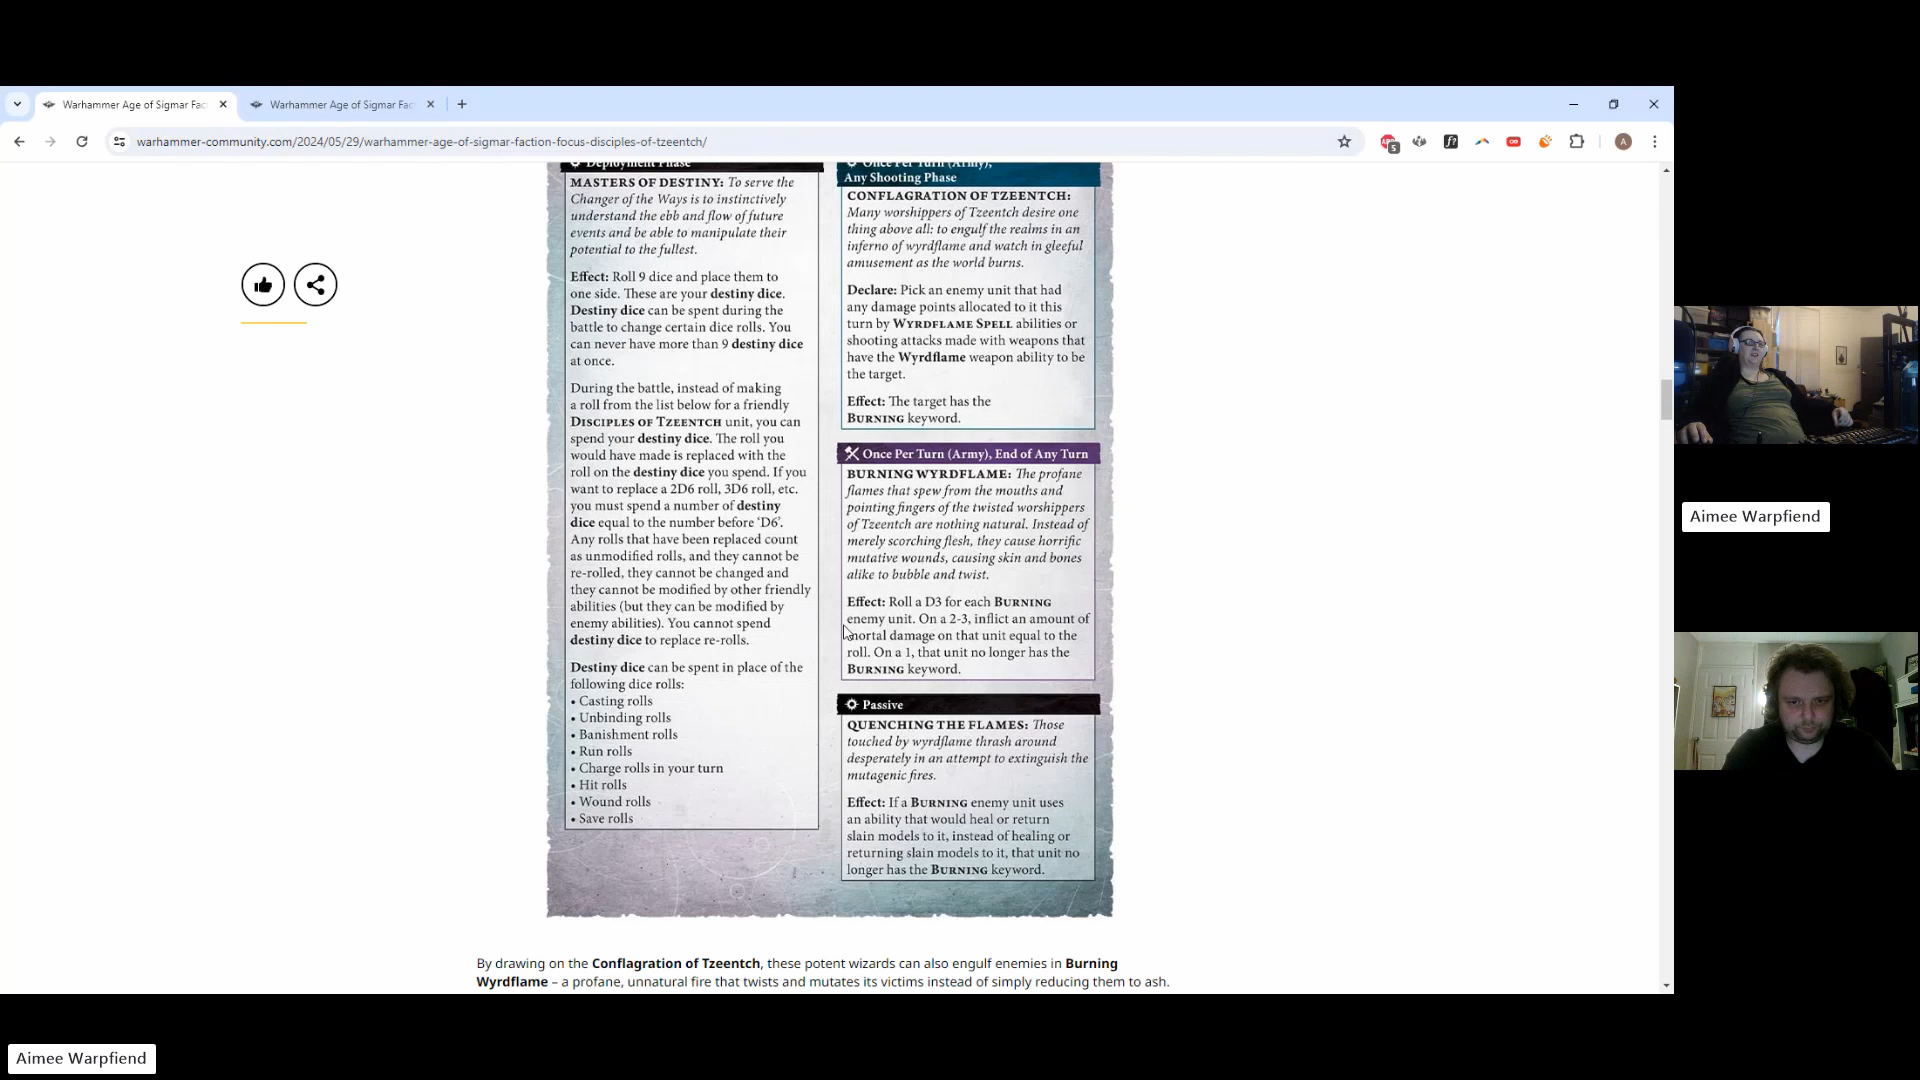 Warhammer Age of Sigmar Fac
Warhammer Age of Sigmar Fac
warhammer-community.com/2024/05/29/warhammer-age-of-sigmar-faction-focus-disciples-of-tzeentch/
5
A
Deployment Phase
MASTERS OF DESTINY: To serve the
Changer of the Ways is to instinctively
understand the ebb and flow of future
events and be able to manipulate their
potential to the fullest.
Effect: Roll 9 dice and place them to
one side. These are your destiny dice.
Destiny dice can be spent during the
battle to change certain dice rolls. You
can never have more than 9 destiny dice
at once.
During the battle, instead of making
a roll from the list below for a friendly
DISCIPLES OF TZEENTCH unit, you can
spend your destiny dice. The roll you
would have made is replaced with the
roll on the destiny dice you spend. If you
want to replace a 2D6 roll, 3D6 roll, etc.
you must spend a number of destiny
dice equal to the number before ‘D6’.
Any rolls that have been replaced count
as unmodified rolls, and they cannot be
re-rolled, they cannot be changed and
they cannot be modified by other friendly
abilities (but they can be modified by
enemy abilities). You cannot spend
destiny dice to replace re-rolls.
Destiny dice can be spent in place of the
following dice rolls:
• Casting rolls
• Unbinding rolls
• Banishment rolls
• Run rolls
• Charge rolls in your turn
• Hit rolls
• Wound rolls
• Save rolls
Once Per Turn (Army),
Any Shooting Phase
CONFLAGRATION OF TZEENTCH:
Many worshippers of Tzeentch desire one
thing above all: to engulf the realms in an
inferno of wyrdflame and watch in gleeful
amusement as the world burns.
Declare: Pick an enemy unit that had
any damage points allocated to it this
turn by WYRDFLAME SPELL abilities or
shooting attacks made with weapons that
have the Wyrdflame weapon ability to be
the target.
Effect: The target has the
BURNING keyword.
Once Per Turn (Army), End of Any Turn
BURNING WYRDFLAME: The profane
flames that spew from the mouths and
pointing fingers of the twisted worshippers
of Tzeentch are nothing natural. Instead of
merely scorching flesh, they cause horrific
mutative wounds, causing skin and bones
alike to bubble and twist.
Effect: Roll a D3 for each BURNING
enemy unit. On a 2-3, inflict an amount of
mortal damage on that unit equal to the
roll. On a 1, that unit no longer has the
BURNING keyword.
Passive
QUENCHING THE FLAMES: Those
touched by wyrdflame thrash around
desperately in an attempt to extinguish the
mutagenic fires.
Effect: If a BURNING enemy unit uses
an ability that would heal or return
slain models to it, instead of healing or
returning slain models to it, that unit no
longer has the BURNING keyword.
By drawing on the Conflagration of Tzeentch, these potent wizards can also engulf enemies in Burning
Wyrdflame – a profane, unnatural fire that twists and mutates its victims instead of simply reducing them to ash.
Aimee Warpfiend
Aimee Warpfiend